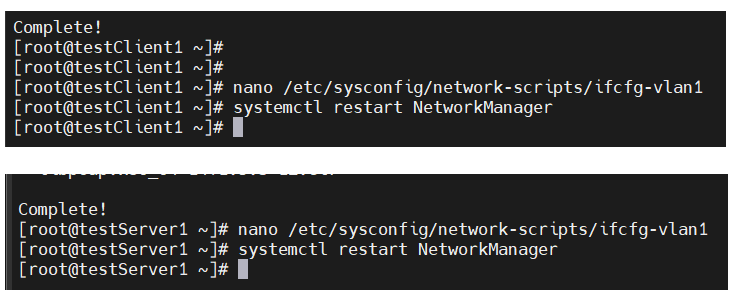 Complete!
[root@testClient1 ~]#
[root@testClient1 ~]#
[root@testClient1 ~]# nano /etc/sysconfig/network-scripts/ifcfg-vlan1
[root@testClient1 ~]# systemctl restart NetworkManager
[root@testClient1 ~]#
Complete!
[root@testServer1 ~]# nano /etc/sysconfig/network-scripts/ifcfg-vlan1
[root@testServer1 ~]# systemctl restart NetworkManager
[root@testServer1 ~]#